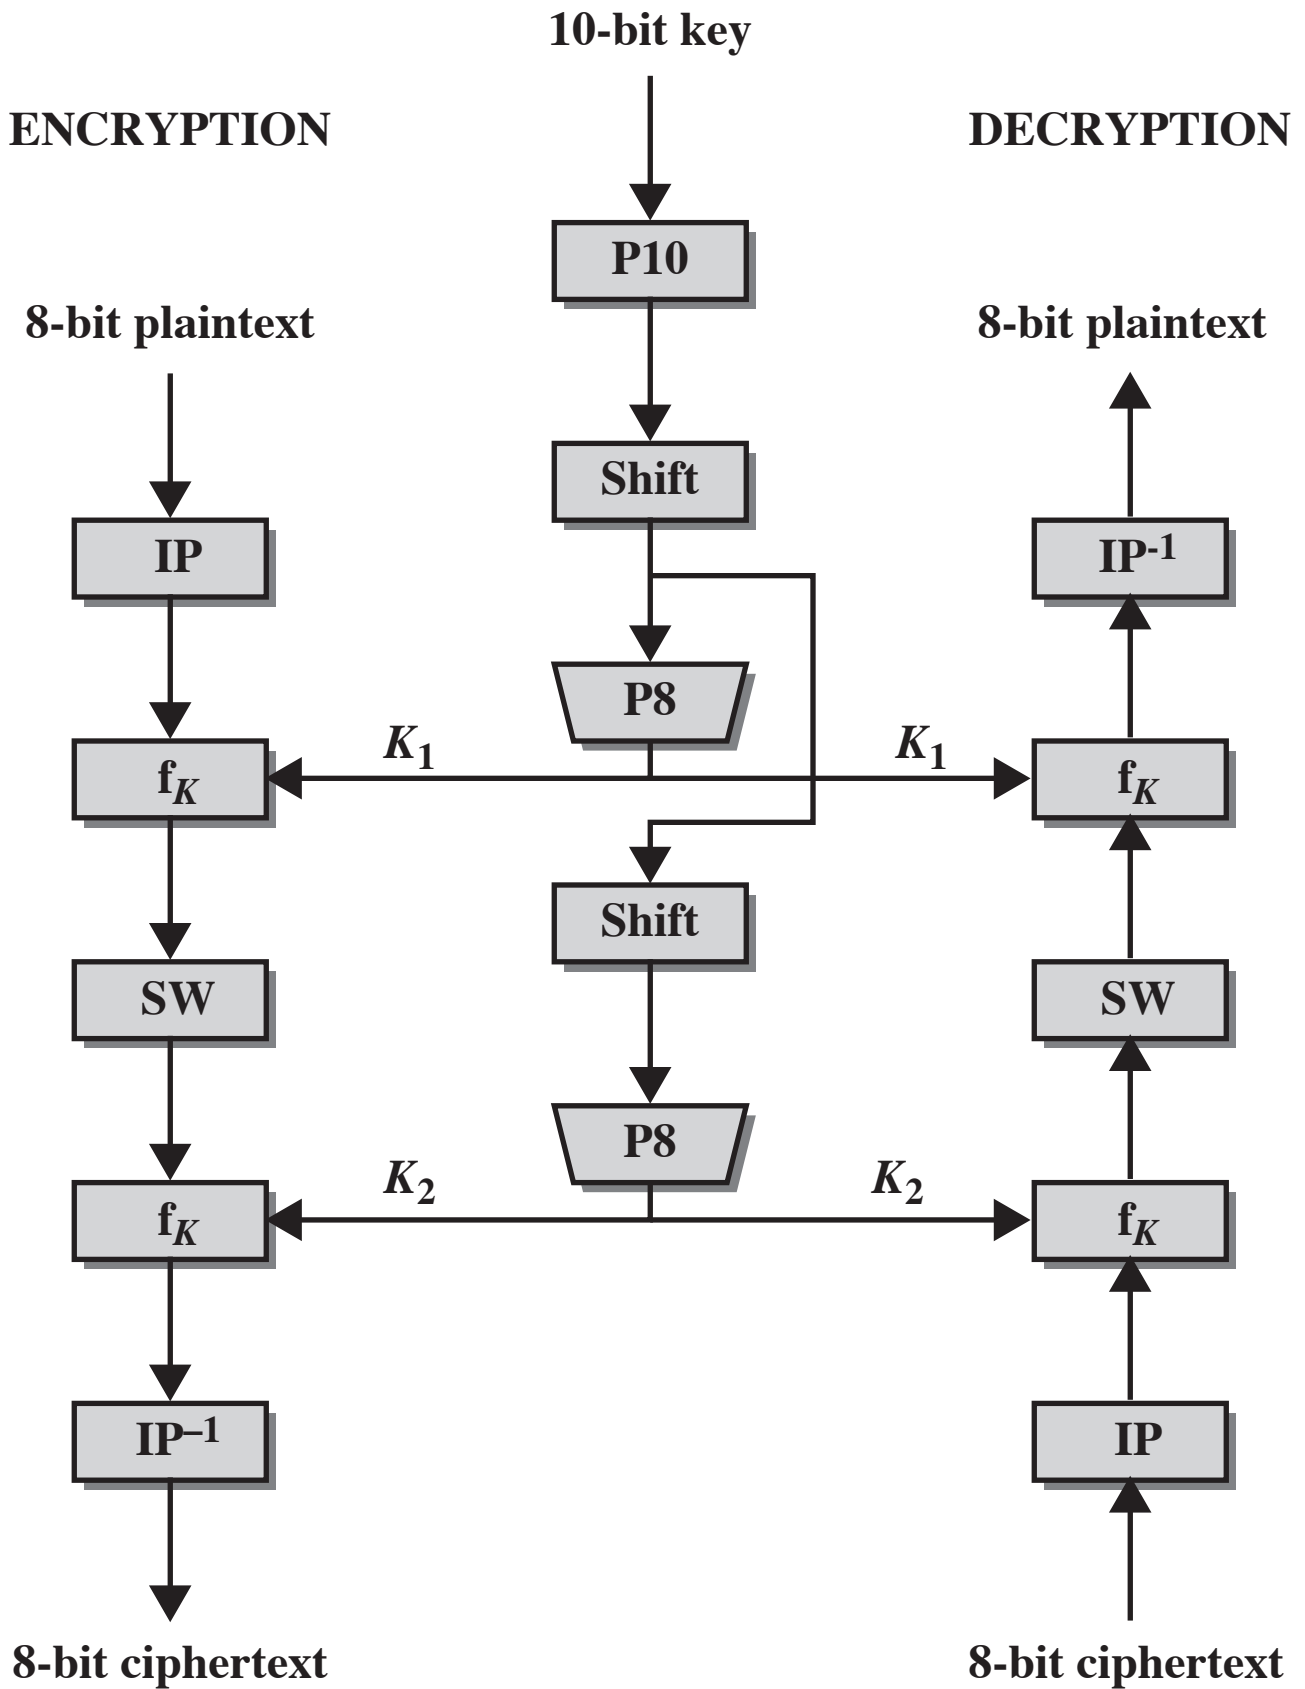 10-bit key
ENCRYPTION
DECRYPTION
P10
8-bit plaintext
8-bit plaintext
Shift
IP
IP-1
P8
K1
K1
fK
fK
Shift
SW
SW
P8
K2
K2
fK
fK
IP–1
IP
8-bit ciphertext
8-bit ciphertext